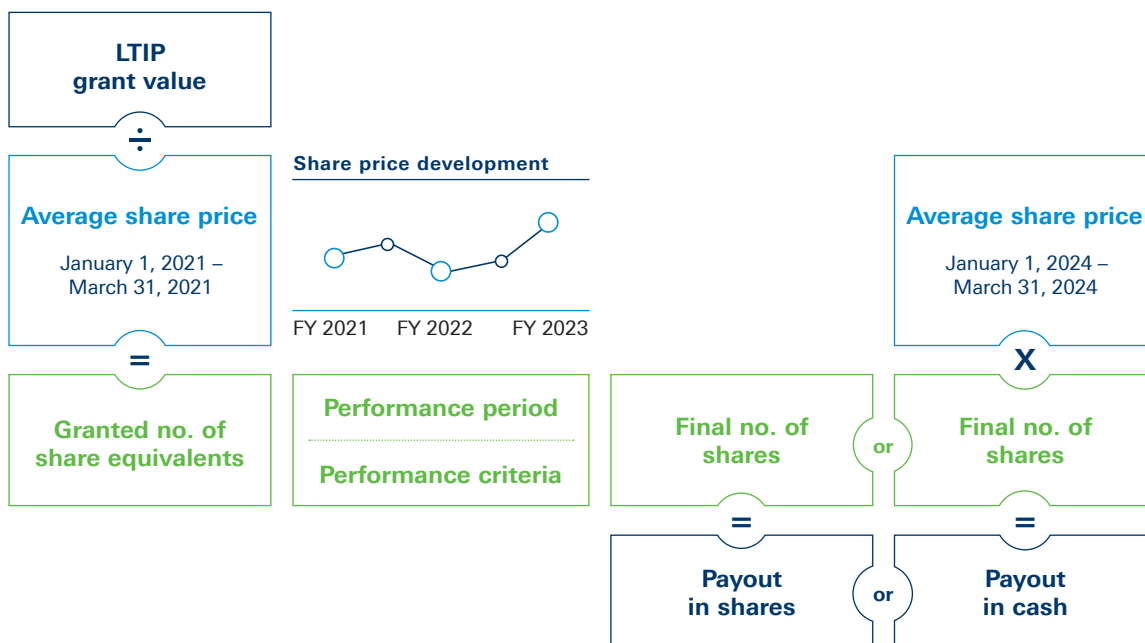 LTIP
grant value
÷
Average share price
January 1, 2021 –
March 31, 2021
=
Granted no. of
share equivalents
Share price development
FY 2021 FY 2022 FY 2023
Performance period
Performance criteria
Final no. of
shares
=
Payout
in shares
or
or
Average share price
January 1, 2024 –
March 31, 2024
X
Final no. of
shares
=
Payout
in cash